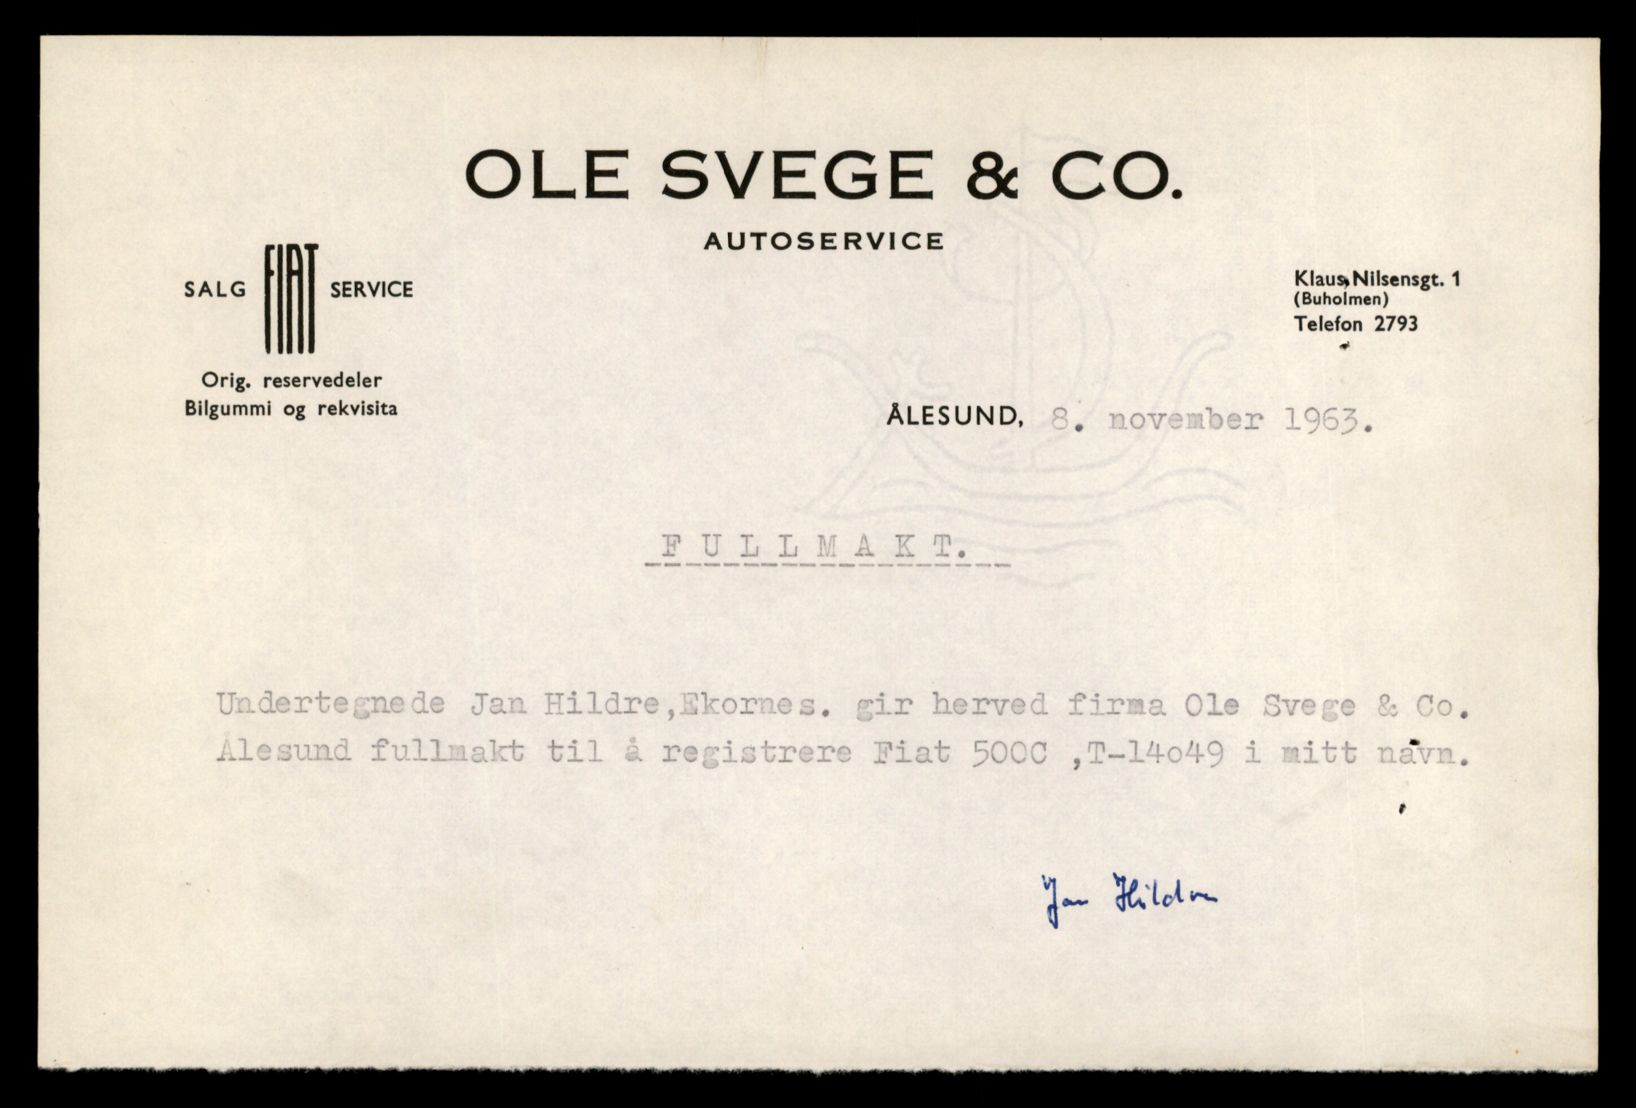 OLE SVEGE & CO.
AUTOSERVICE
SALG FIAT SERVICE
Orig. reservedeler
Bilgummi og rekvisita
Klaus Nilsensgt. 1
(Buholmen)
Telefon 2793
ÅLESUND, 8. november 1963.
F U L L M A K T.
Undertegnede Jan Hildre,Ekornes. gir herved firma Ole Svege & Co.
Ålesund fullmakt til å registrere Fiat 500C ,T-14o49 i mitt navn.
Jan Hildre